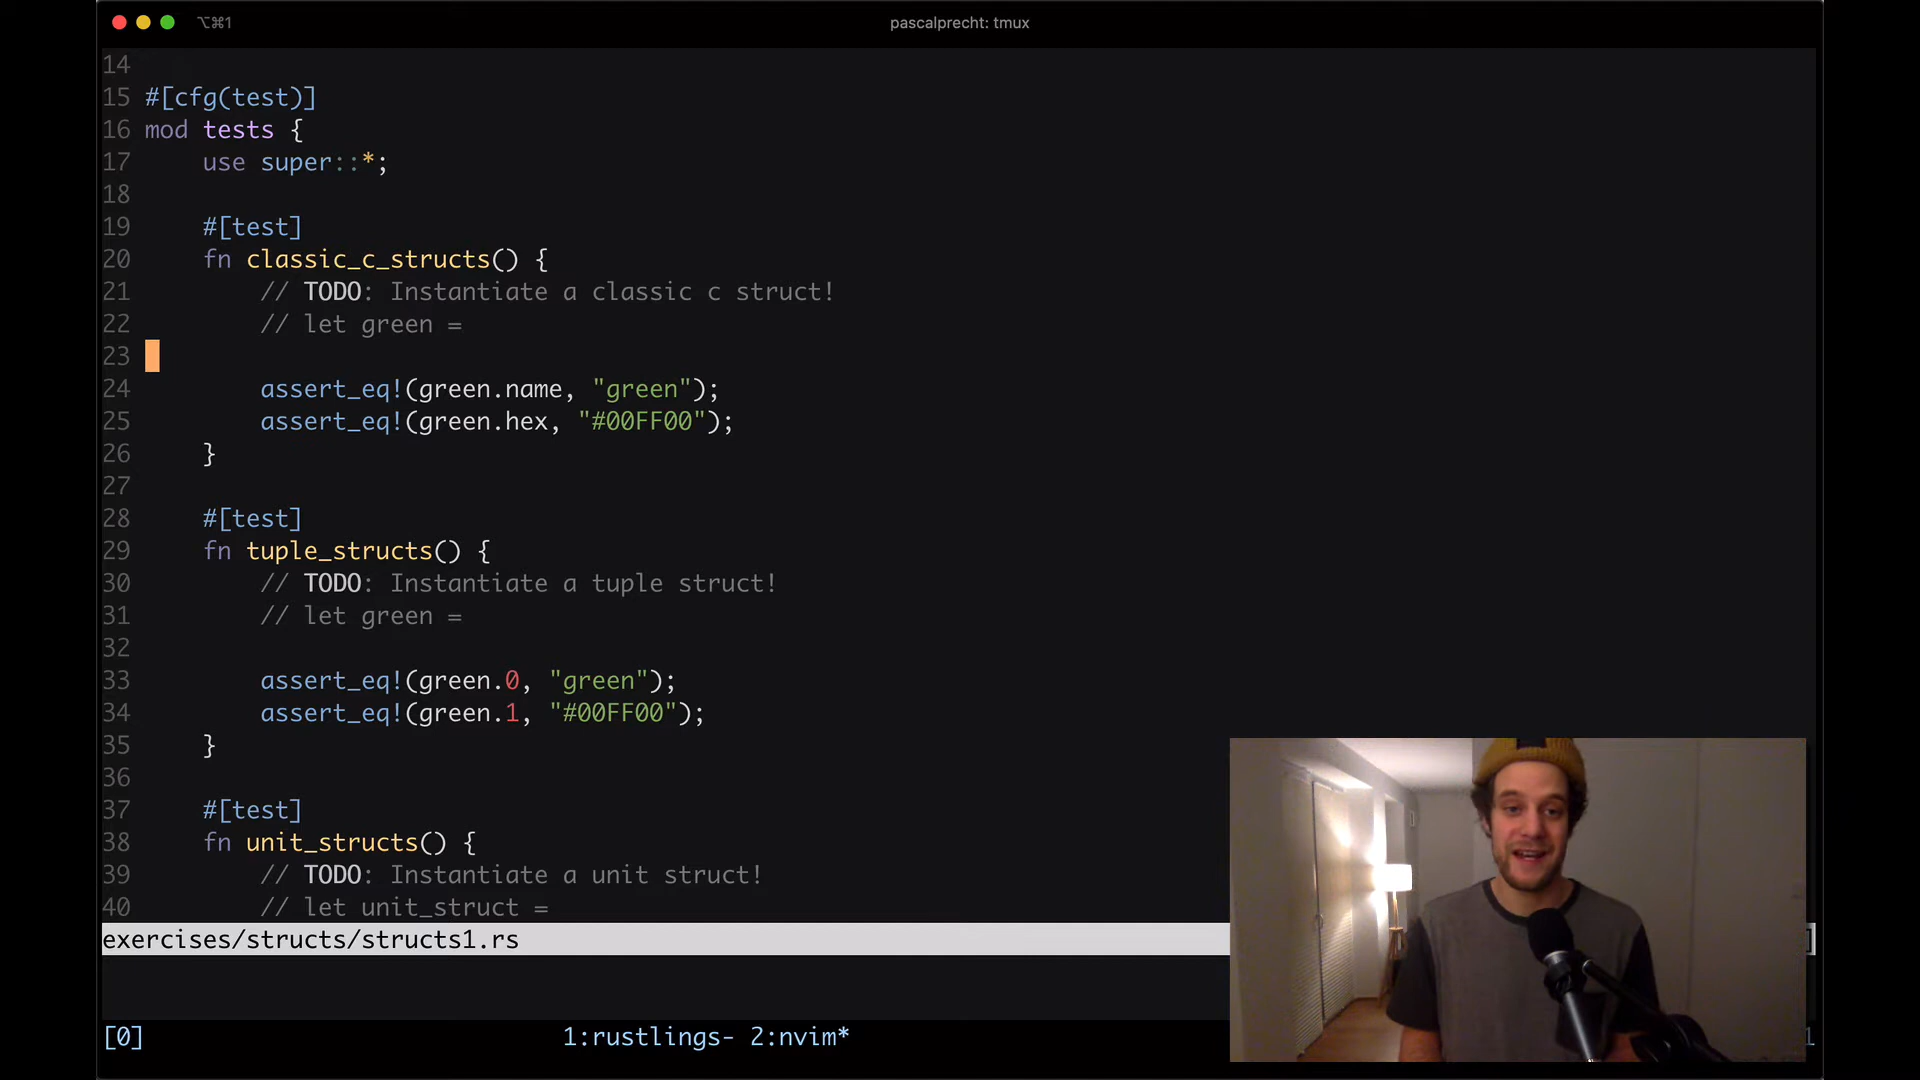 ⌥⌘1
pascalprecht: tmux
14
15 #[cfg(test)]
16 mod tests {
17     use super::*;
18
19     #[test]
20     fn classic_c_structs() {
21         // TODO: Instantiate a classic c struct!
22         // let green =
23
24         assert_eq!(green.name, "green");
25         assert_eq!(green.hex, "#00FF00");
26     }
27
28     #[test]
29     fn tuple_structs() {
30         // TODO: Instantiate a tuple struct!
31         // let green =
32
33         assert_eq!(green.0, "green");
34         assert_eq!(green.1, "#00FF00");
35     }
36
37     #[test]
38     fn unit_structs() {
39         // TODO: Instantiate a unit struct!
40         // let unit_struct =
exercises/structs/structs1.rs
[0] 1:rustlings- 2:nvim*